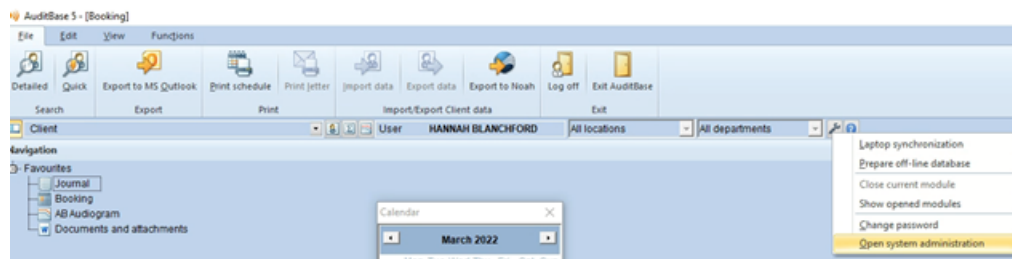 AuditBase 5 - [Booking]
File Edit View Functions
Detailed Quick Export to MS Outlook Print schedule Print letter Import data Export data Export to Noah Log off Exit AuditBase
Search Export Print Import/Export Client data Exit
Client User HANNAH BLANCHFORD All locations All departments
Navigation
Favourites
Journal
Booking
AB Audiogram
Documents and attachments
Calendar
March 2022
Laptop synchronization
Prepare off-line database
Close current module
Show opened modules
Change password
Open system administration